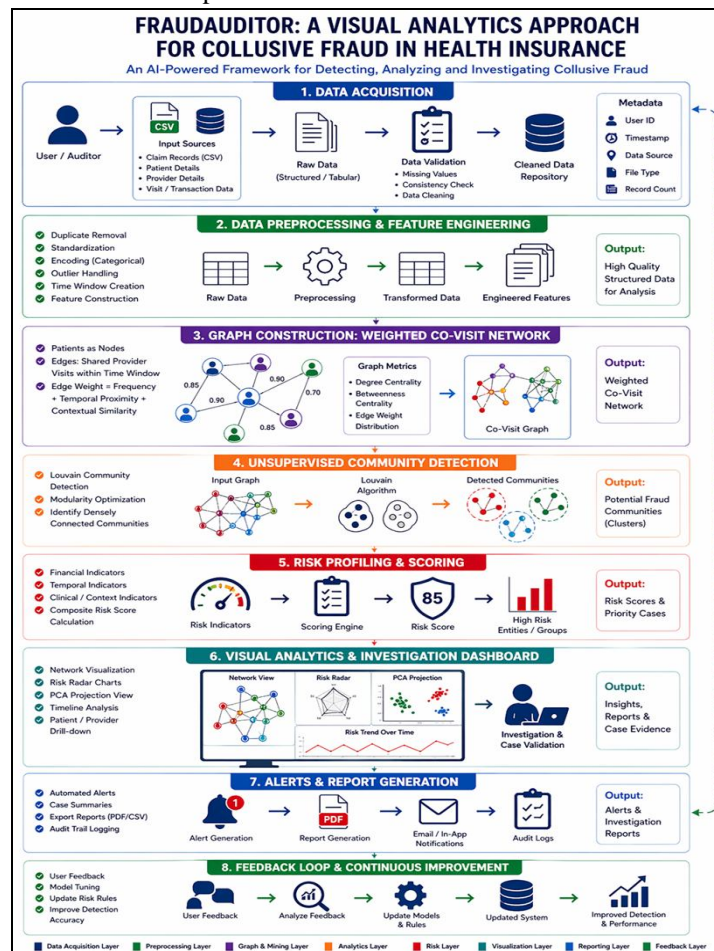 FRAUDAUDITOR: A VISUAL ANALYTICS APPROACH
FOR COLLUSIVE FRAUD IN HEALTH INSURANCE
An AI-Powered Framework for Detecting, Analyzing and Investigating Collusive Fraud
1. DATA ACQUISITION
User / Auditor
CSV
Input Sources
• Claim Records (CSV)
• Patient Details
• Provider Details
• Visit / Transaction Data
Raw Data
(Structured / Tabular)
Data Validation
• Missing Values
• Consistency Check
• Data Cleaning
Cleaned Data
Repository
Metadata
User ID
Timestamp
Data Source
File Type
Record Count
2. DATA PREPROCESSING & FEATURE ENGINEERING
Duplicate Removal
Standardization
Encoding (Categorical)
Outlier Handling
Time Window Creation
Feature Construction
Raw Data
Preprocessing
Transformed Data
Engineered Features
Output:
High Quality
Structured Data
for Analysis
3. GRAPH CONSTRUCTION: WEIGHTED CO-VISIT NETWORK
Patients as Nodes
Edges: Shared Provider
Visits within Time Window
Edge Weight = Frequency
+ Temporal Proximity +
Contextual Similarity
0.85
0.90
0.90
0.70
0.85
Graph Metrics
• Degree Centrality
• Betweenness
Centrality
• Edge Weight
Distribution
Co-Visit Graph
Output:
Weighted
Co-Visit
Network
4. UNSUPERVISED COMMUNITY DETECTION
Louvain Community
Detection
Modularity Optimization
Identify Densely
Connected Communities
Input Graph
Louvain
Algorithm
Detected Communities
Output:
Potential Fraud
Communities
(Clusters)
5. RISK PROFILING & SCORING
Financial Indicators
Temporal Indicators
Clinical / Context Indicators
Composite Risk Score
Calculation
Risk Indicators
Scoring Engine
85
Risk Score
High Risk
Entities / Groups
Output:
Risk Scores &
Priority Cases
6. VISUAL ANALYTICS & INVESTIGATION DASHBOARD
Network Visualization
Risk Radar Charts
PCA Projection View
Timeline Analysis
Patient / Provider
Drill-down
Network View
Risk Radar
PCA Projection
Risk Trend Over Time
Investigation &
Case Validation
Output:
Insights,
Reports &
Case Evidence
7. ALERTS & REPORT GENERATION
Automated Alerts
Case Summaries
Export Reports (PDF/CSV)
Audit Trail Logging
1
Alert Generation
PDF
Report Generation
Email / In-App
Notifications
Audit Logs
Output:
Alerts &
Investigation
Reports
8. FEEDBACK LOOP & CONTINUOUS IMPROVEMENT
User Feedback
Model Tuning
Update Risk Rules
Improve Detection
Accuracy
User Feedback
Analyze Feedback
Update Models
& Rules
Updated System
Improved Detection
& Performance
Data Acquisition Layer
Preprocessing Layer
Graph & Mining Layer
Analytics Layer
Risk Layer
Visualization Layer
Reporting Layer
Feedback Layer